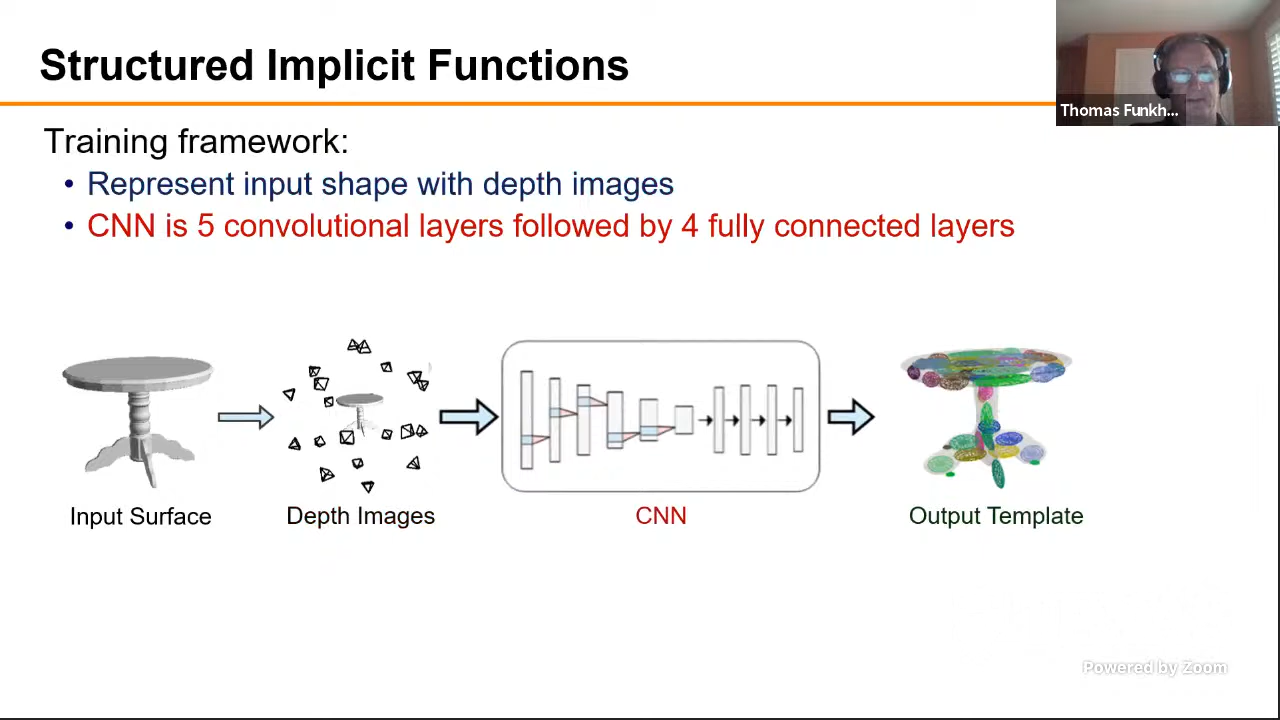 Structured Implicit Functions
Thomas Funkh...
Training framework:
• Represent input shape with depth images
• CNN is 5 convolutional layers followed by 4 fully connected layers
Input Surface
Depth Images
CNN
Output Template
Powered by Zoom